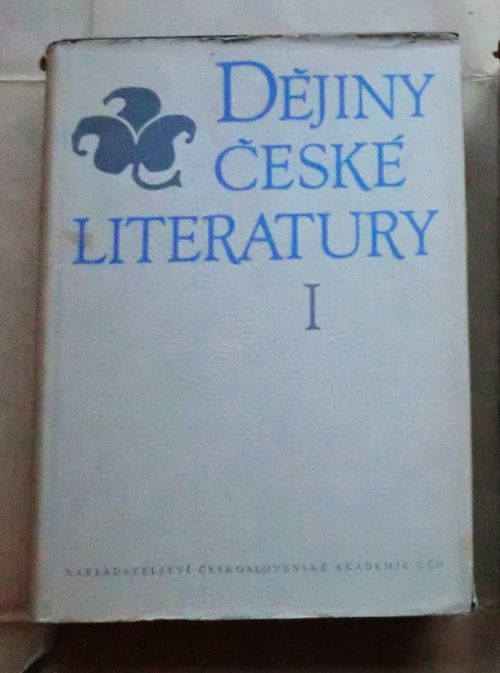 DĚJINY
ČESKÉ
LITERATURY
I
NAKLADATELSTVÍ ČESKOSLOVENSKÉ AKADEMIE VĚD